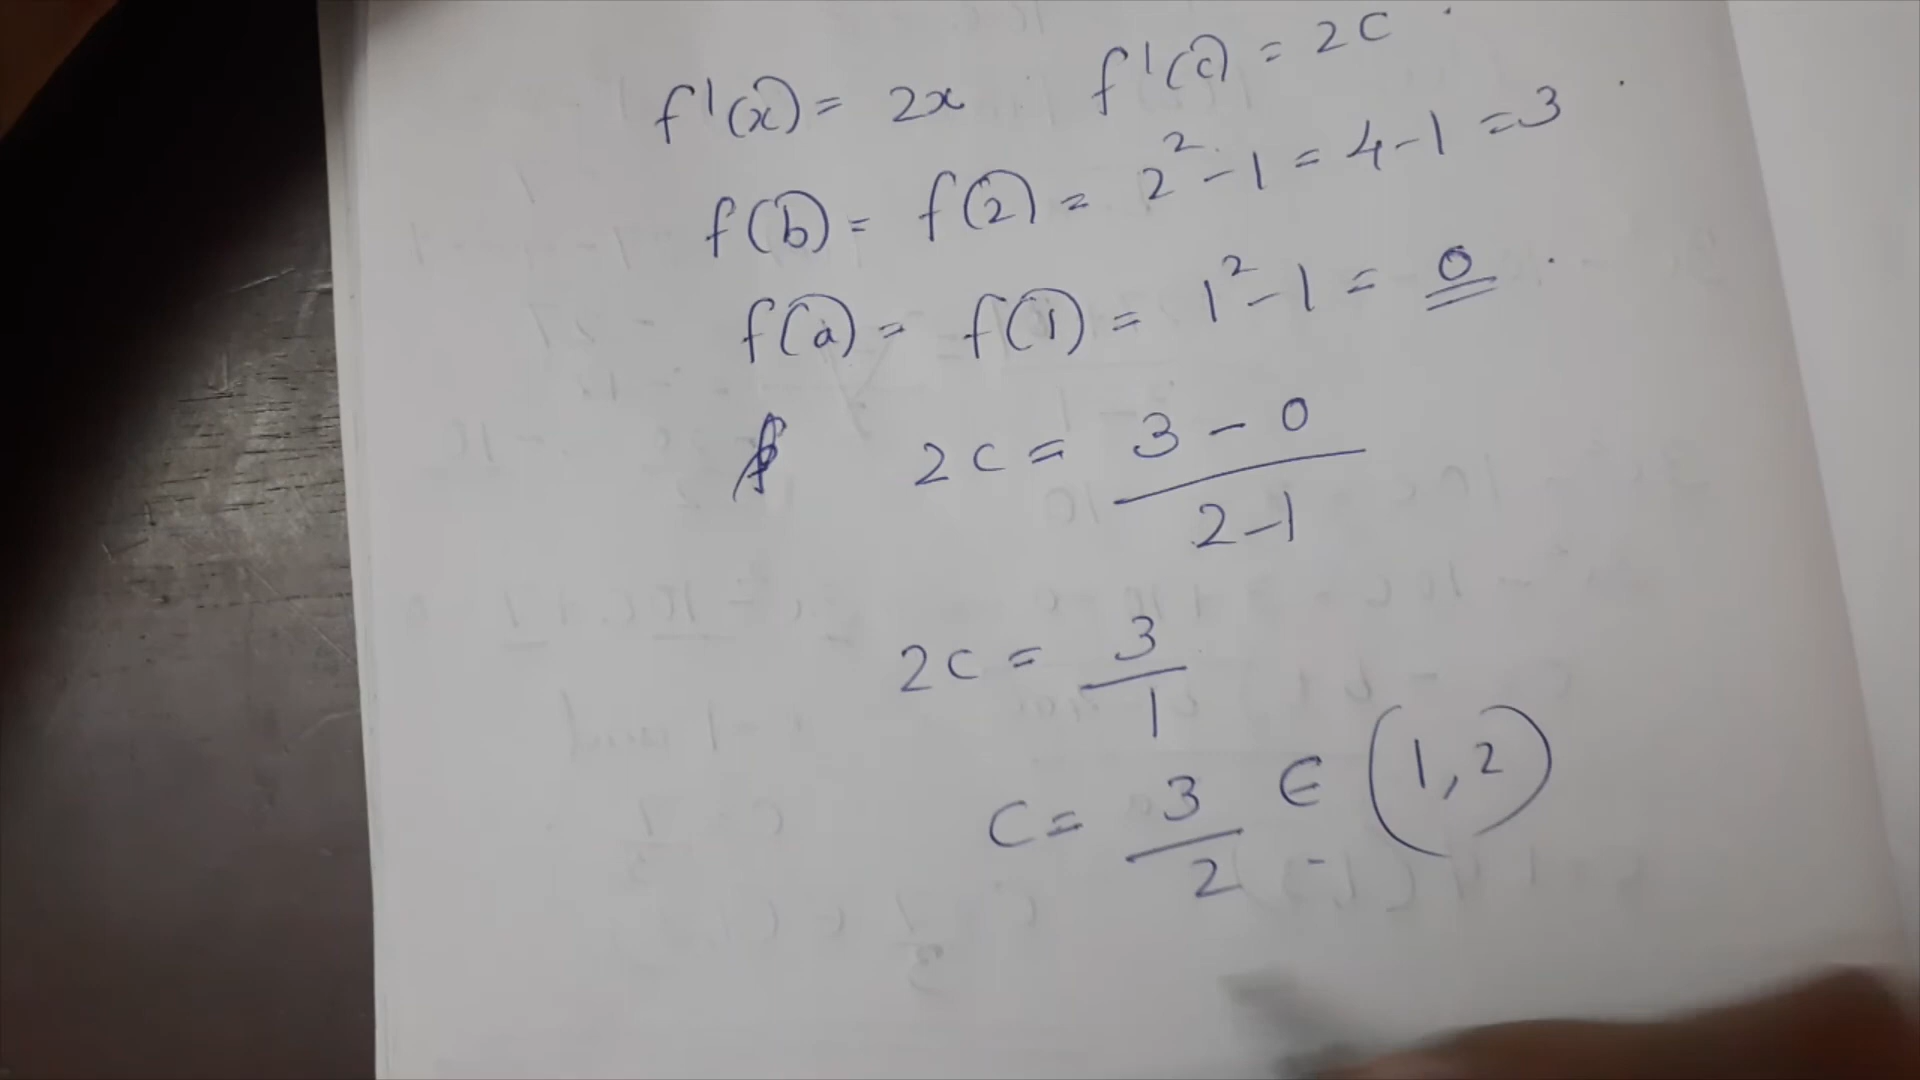 f'(x) = 2x f'(c) = 2c.
f(b) = f(2) = 2² - 1 = 4 - 1 = 3.
f(a) = f(1) = 1² - 1 = 0.
2c = (3 - 0)/(2 - 1)
2c = 3/1
c = 3/2 ∈ (1, 2)